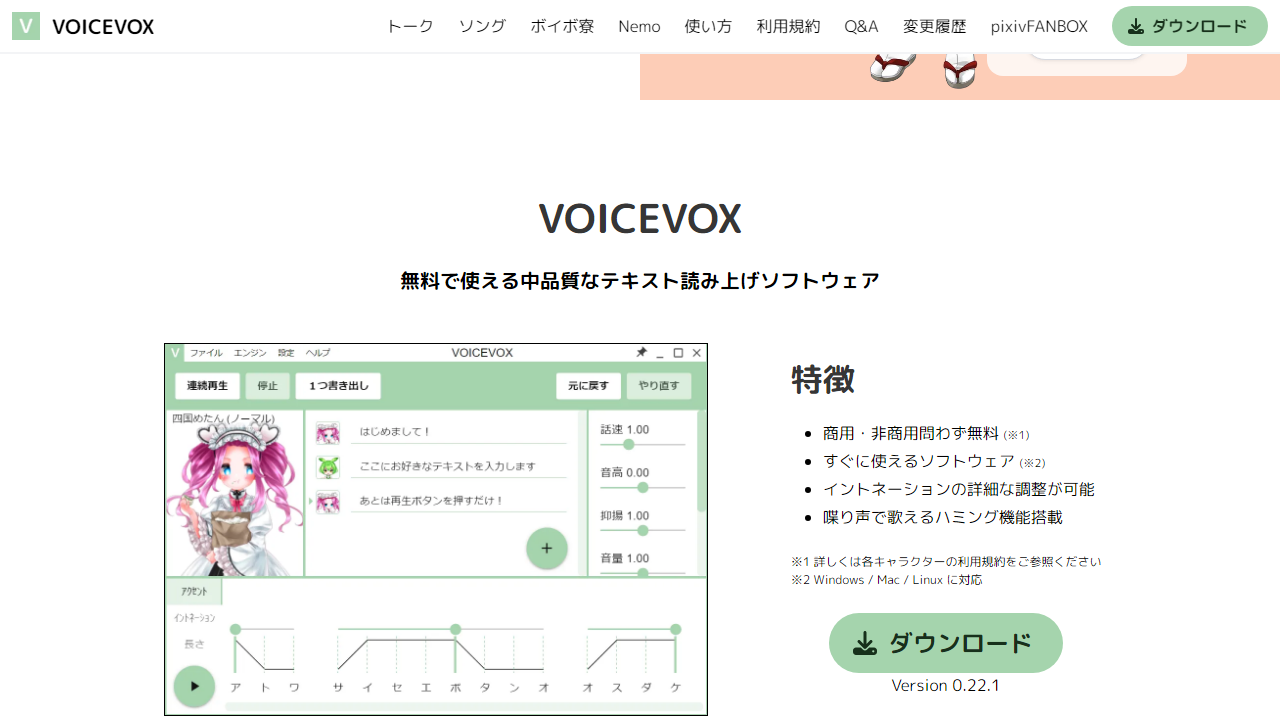 V VOICEVOX トーク ソング ボイボ寮 Nemo 使い方 利用規約 Q&A 変更履歴 pixivFANBOX ダウンロード
VOICEVOX
無料で使える中品質なテキスト読み上げソフトウェア
V ファイル エンジン 設定 ヘルプ VOICEVOX
連続再生 停止 1つ書き出し 元に戻す やり直す
四国めたん (ノーマル)
はじめまして！
ここにお好きなテキストを入力します
あとは再生ボタンを押すだけ！
話速 1.00
音高 0.00
抑揚 1.00
音量 1.00
アクセント
イントネーション
長さ
ア ト ワ サ イ セ エ ボ タ ン オ オ ス ダ ケ
特徴
商用・非商用問わず無料 (※1)
すぐに使えるソフトウェア (※2)
イントネーションの詳細な調整が可能
喋り声で歌えるハミング機能搭載
※1 詳しくは各キャラクターの利用規約をご参照ください
※2 Windows / Mac / Linux に対応
ダウンロード
Version 0.22.1